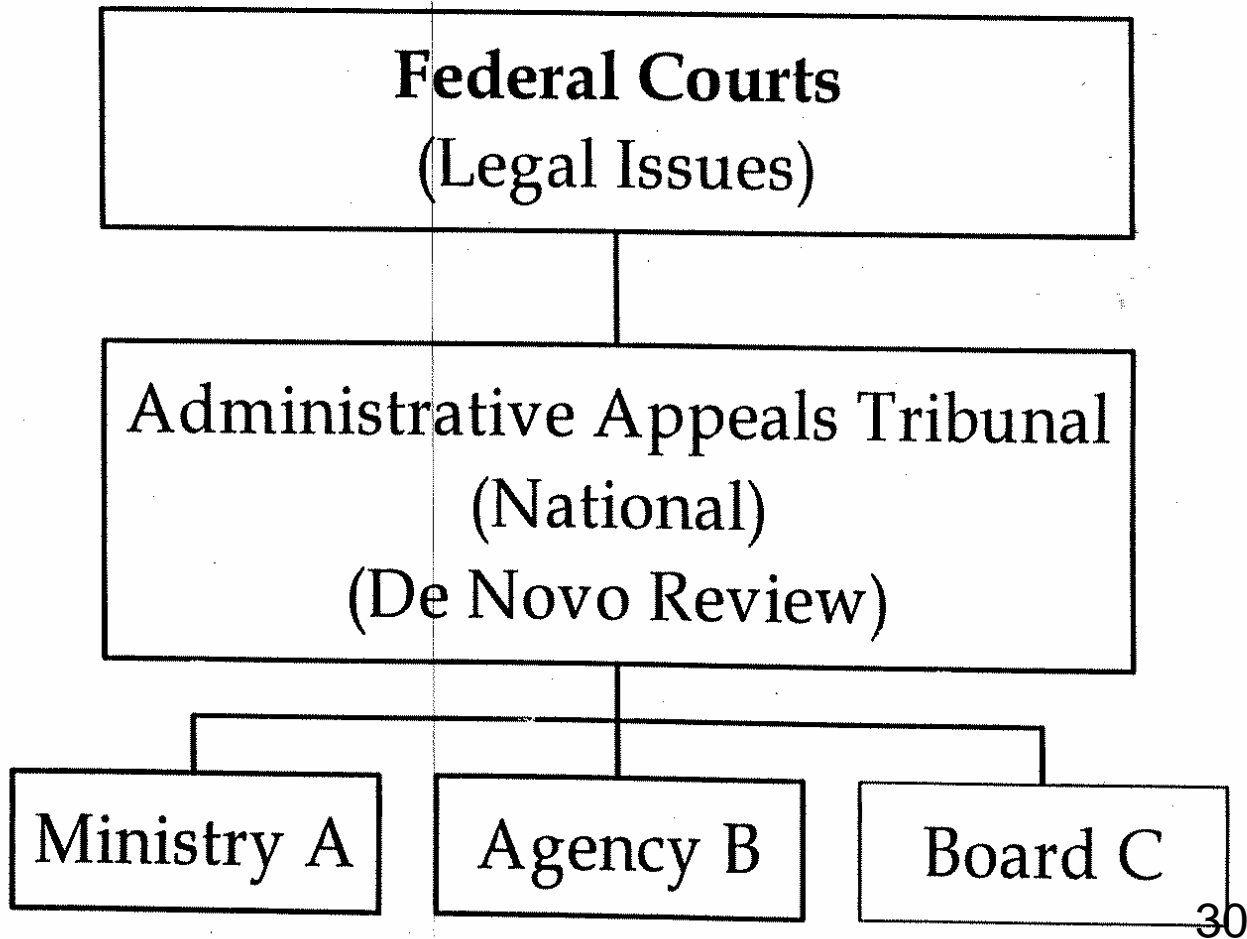 Federal Courts
(Legal Issues)
Administrative Appeals Tribunal
(National)
(De Novo Review)
Ministry A
Agency B
Board C
30